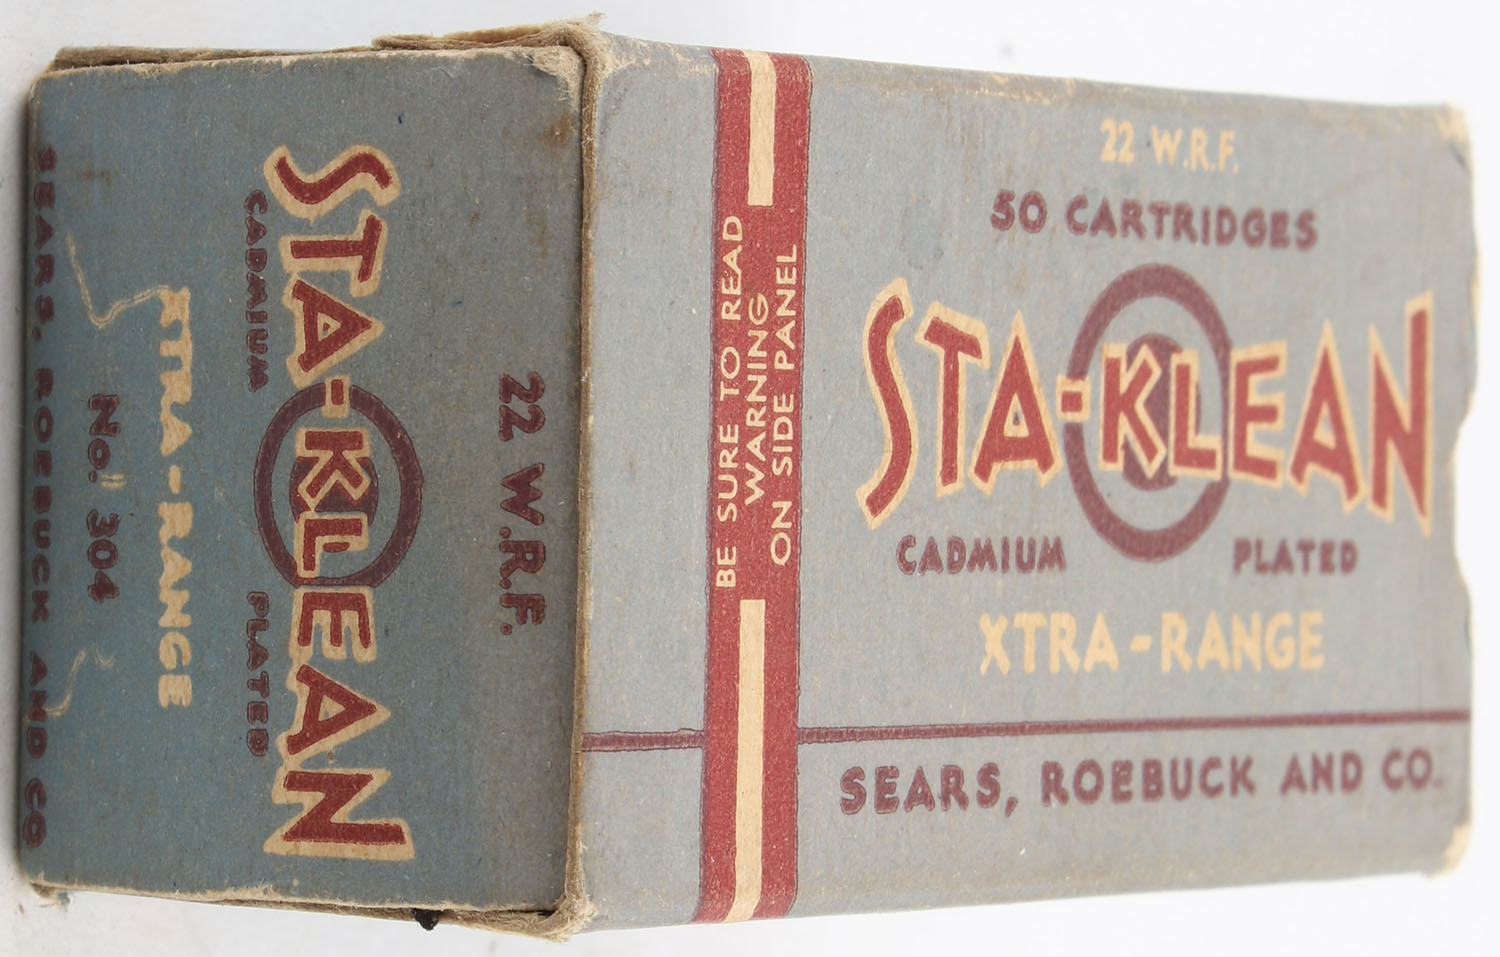 22 W.R.F.
50 CARTRIDGES
STA-KLEAN
CADMIUM PLATED
XTRA-RANGE
SEARS, ROEBUCK AND CO.
BE SURE TO READ
WARNING
ON SIDE PANEL
22 W.R.F.
STA-KLEAN
CADMIUM PLATED
XTRA-RANGE
No. 304
SEARS, ROEBUCK AND CO